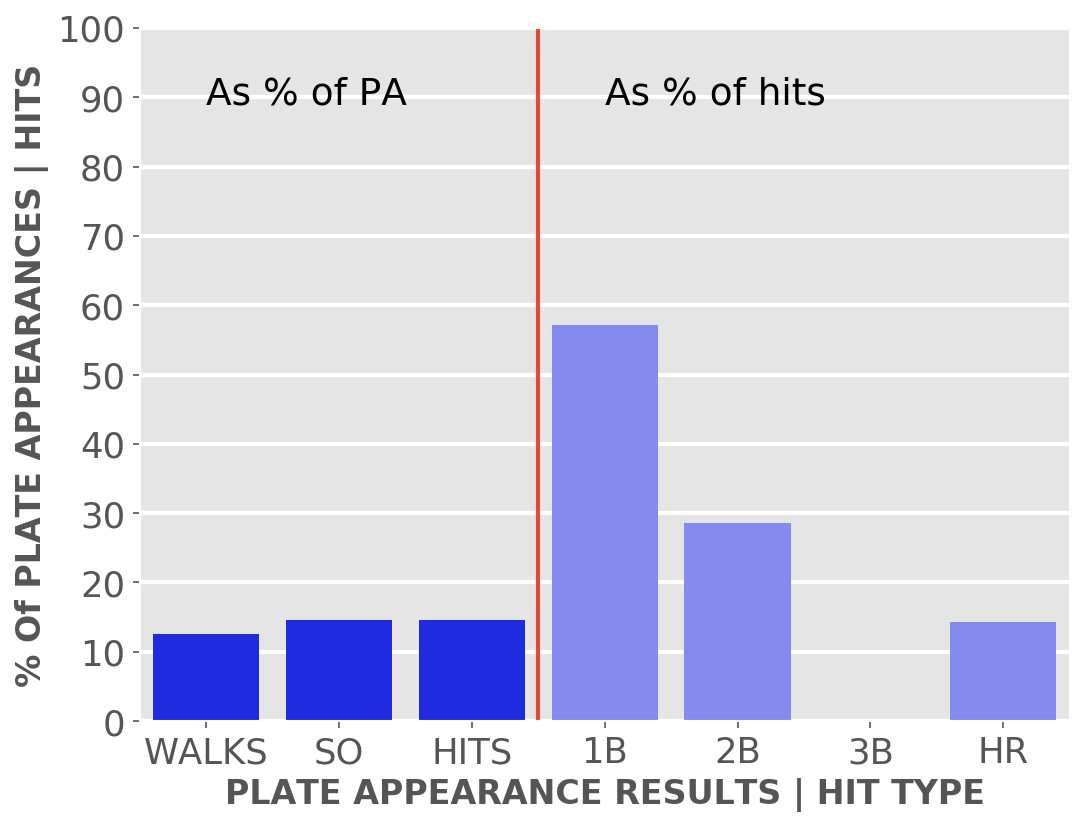 % Of PLATE APPEARANCES | HITS
100
90
80
70
60
50
40
30
20
10
0
As % of PA
As % of hits
WALKS SO HITS 1B 2B 3B HR
PLATE APPEARANCE RESULTS | HIT TYPE